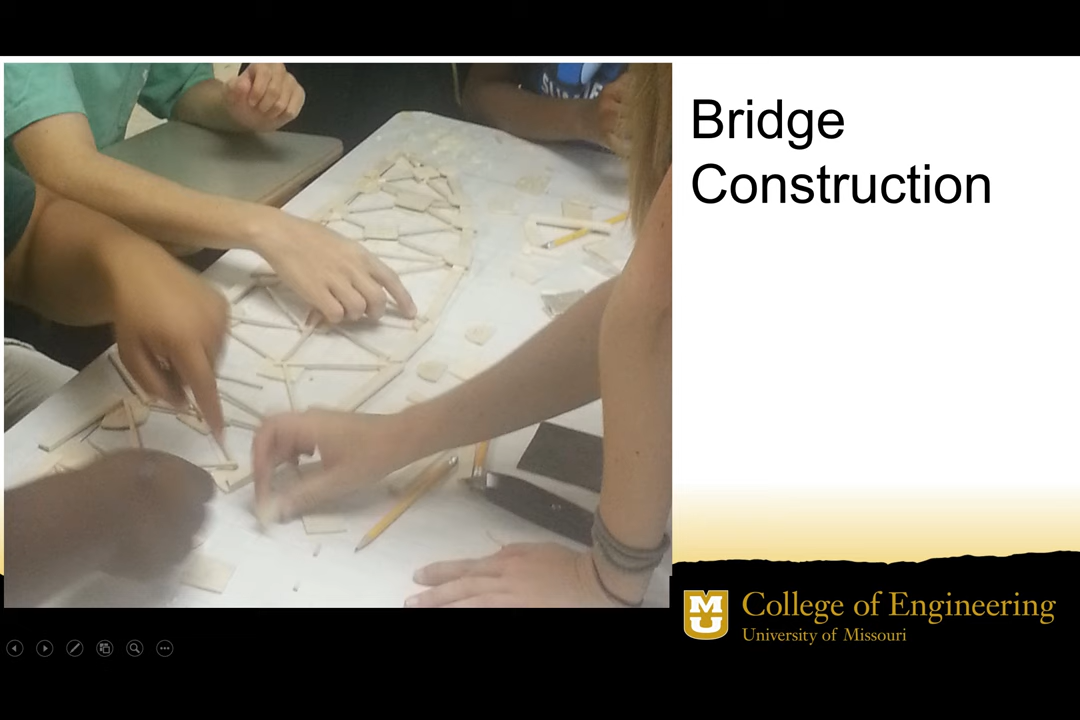 Bridge
Construction
MU
College of Engineering
University of Missouri